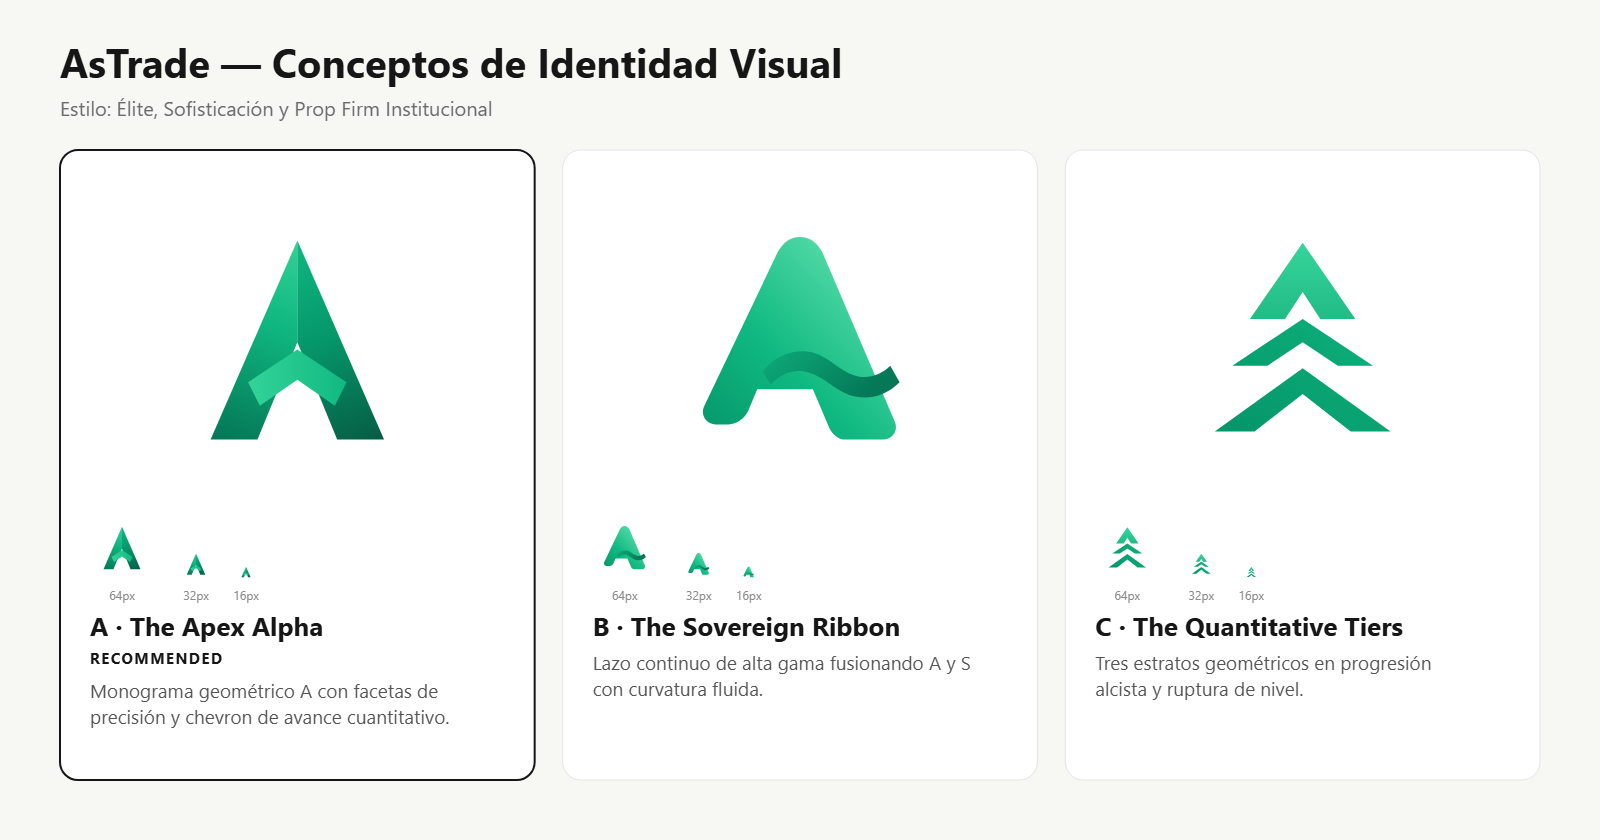 AsTrade — Conceptos de Identidad Visual
Estilo: Élite, Sofisticación y Prop Firm Institucional
64px 32px 16px
A · The Apex Alpha
RECOMMENDED
Monograma geométrico A con facetas de
precisión y chevron de avance cuantitativo.
64px 32px 16px
B · The Sovereign Ribbon
Lazo continuo de alta gama fusionando A y S
con curvatura fluida.
64px 32px 16px
C · The Quantitative Tiers
Tres estratos geométricos en progresión
alcista y ruptura de nivel.